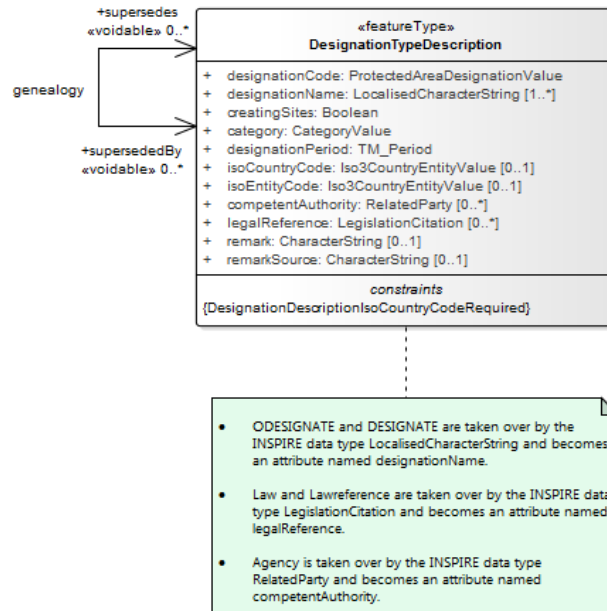 +supersedes
«voidable» 0..*
genealogy
+supersededBy
«voidable» 0..*
«featureType»
DesignationTypeDescription
+ designationCode: ProtectedAreaDesignationValue
+ designationName: LocalisedCharacterString [1..*]
+ creatingSites: Boolean
+ category: CategoryValue
+ designationPeriod: TM_Period
+ isoCountryCode: Iso3CountryEntityValue [0..1]
+ isoEntityCode: Iso3CountryEntityValue [0..1]
+ competentAuthority: RelatedParty [0..*]
+ legalReference: LegislationCitation [0..*]
+ remark: CharacterString [0..1]
+ remarkSource: CharacterString [0..1]
constraints
{DesignationDescriptionIsoCountryCodeRequired}
• ODESIGNATE and DESIGNATE are taken over by the
INSPIRE data type LocalisedCharacterString and becomes
an attribute named designationName.
• Law and Lawreference are taken over by the INSPIRE data
type LegislationCitation and becomes an attribute named
legalReference.
• Agency is taken over by the INSPIRE data type
RelatedParty and becomes an attribute named
competentAuthority.